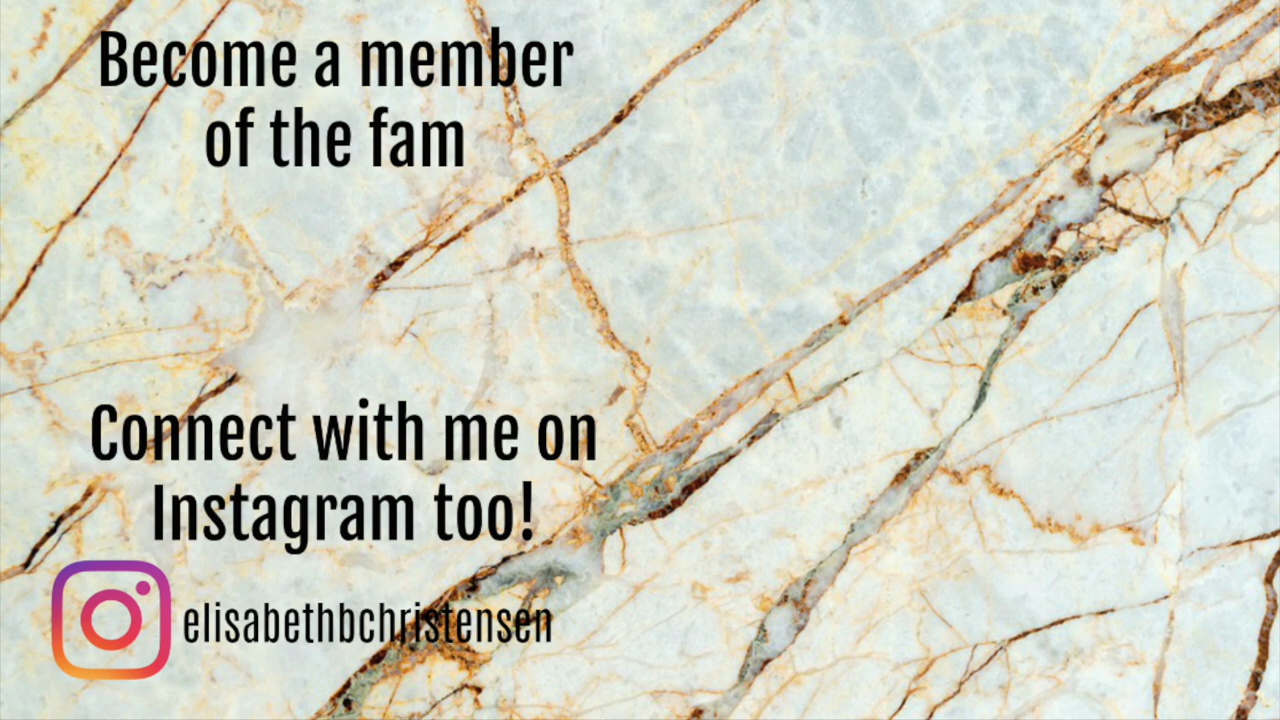 Become a member
of the fam
Connect with me on
Instagram too!
elisabethbchristensen